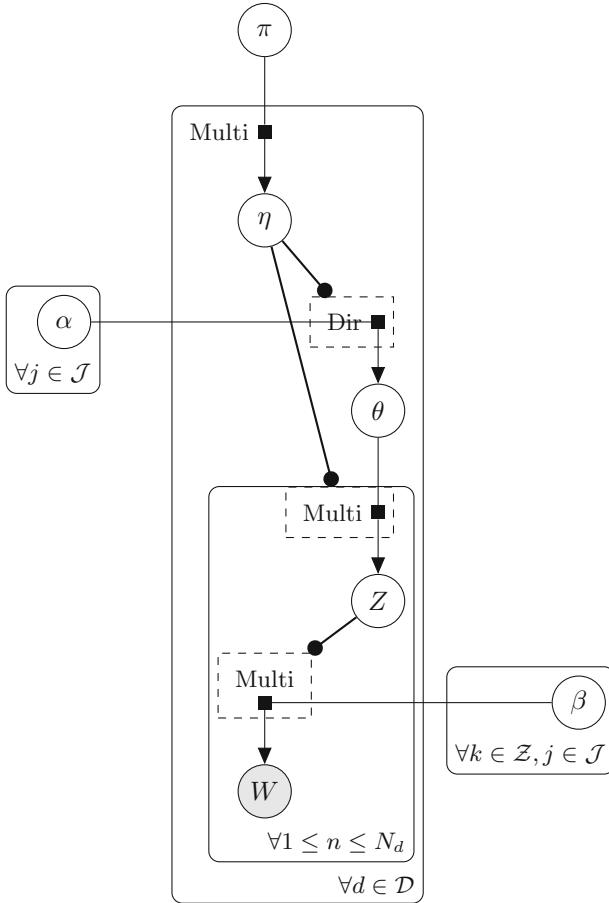 π
Multi
η
α
Dir
∀j ∈ 𝒥
θ
Multi
Z
Multi
β
∀k ∈ 𝒵, j ∈ 𝒥
W
∀1 ≤ n ≤ N_d
∀d ∈ 𝒟